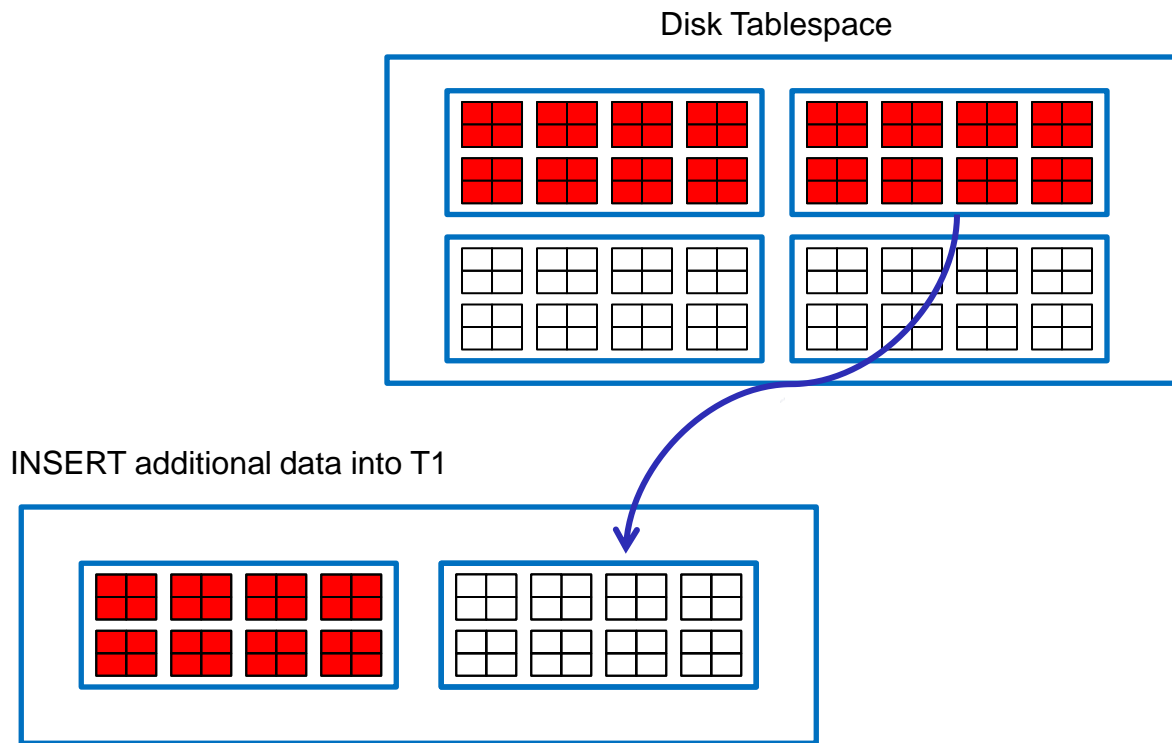 Disk Tablespace
INSERT additional data into T1